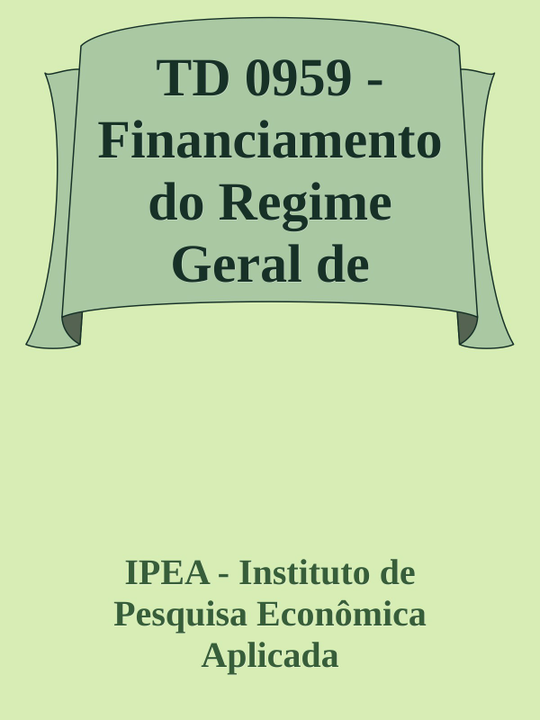 TD 0959 -
Financiamento
do Regime
Geral de
IPEA - Instituto de
Pesquisa Econômica
Aplicada